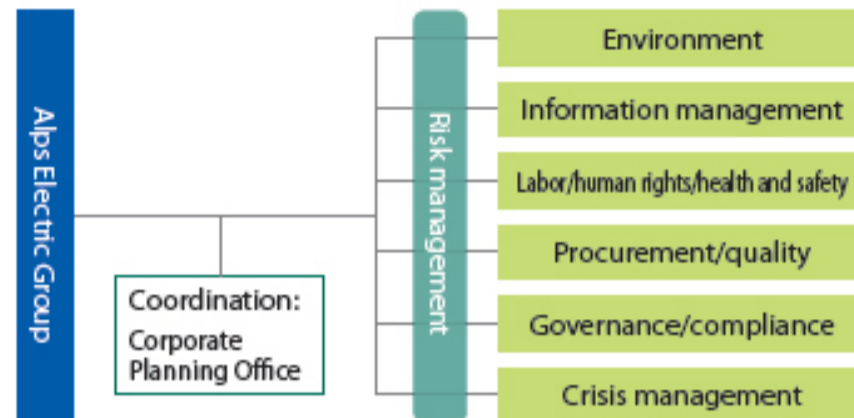 Alps Electric Group
Coordination:
Corporate
Planning Office
Risk management
Environment
Information management
Labor/human rights/health and safety
Procurement/quality
Governance/compliance
Crisis management